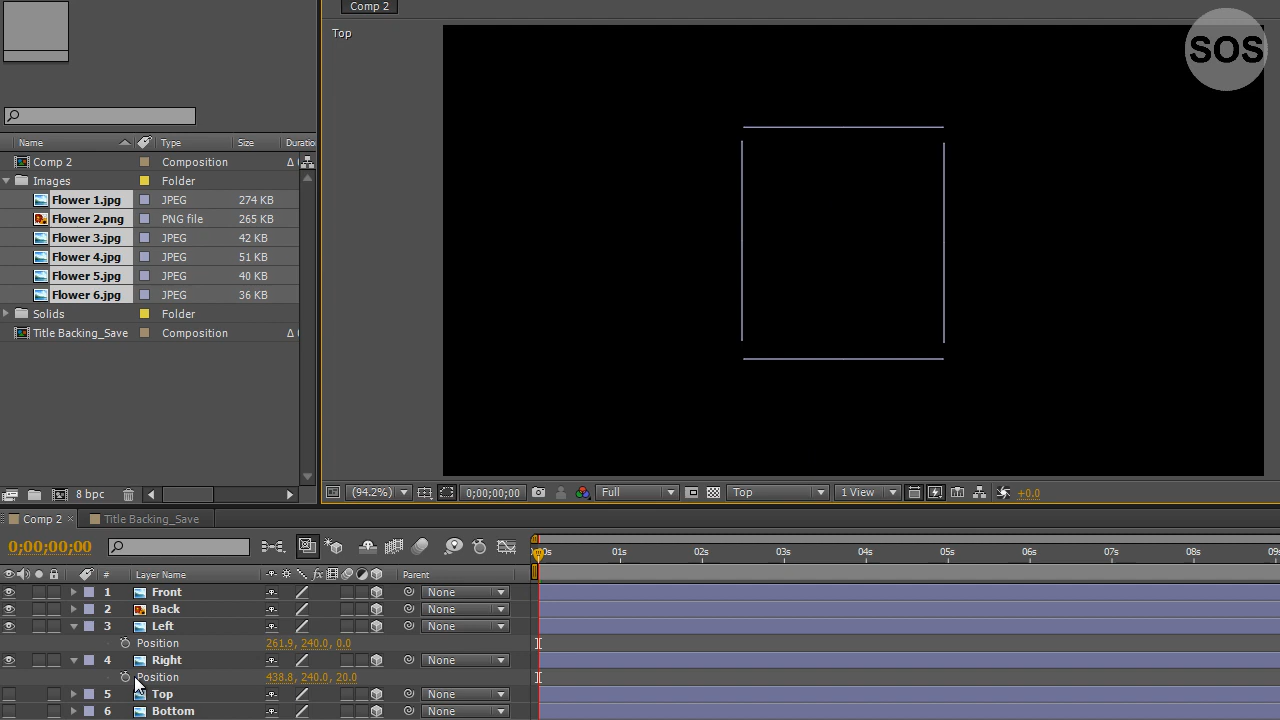 Comp 2
Top
SOS
Name Type Size Duratio
Comp 2 Composition
Images Folder
Flower 1.jpg JPEG 274 KB
Flower 2.png PNG file 265 KB
Flower 3.jpg JPEG 42 KB
Flower 4.jpg JPEG 51 KB
Flower 5.jpg JPEG 40 KB
Flower 6.jpg JPEG 36 KB
Solids Folder
Title Backing_Save Composition
8 bpc
(94.2%) 0;00;00;00 Full Top 1 View +0.0
Comp 2 × Title Backing_Save
0;00;00;00
01s 02s 03s 04s 05s 06s 07s 08s
# Layer Name fx Parent
1 Front None
2 Back None
3 Left None
Position 261.9, 240.0, 0.0
4 Right None
Position 438.8, 240.0, 20.0
5 Top None
6 Bottom None